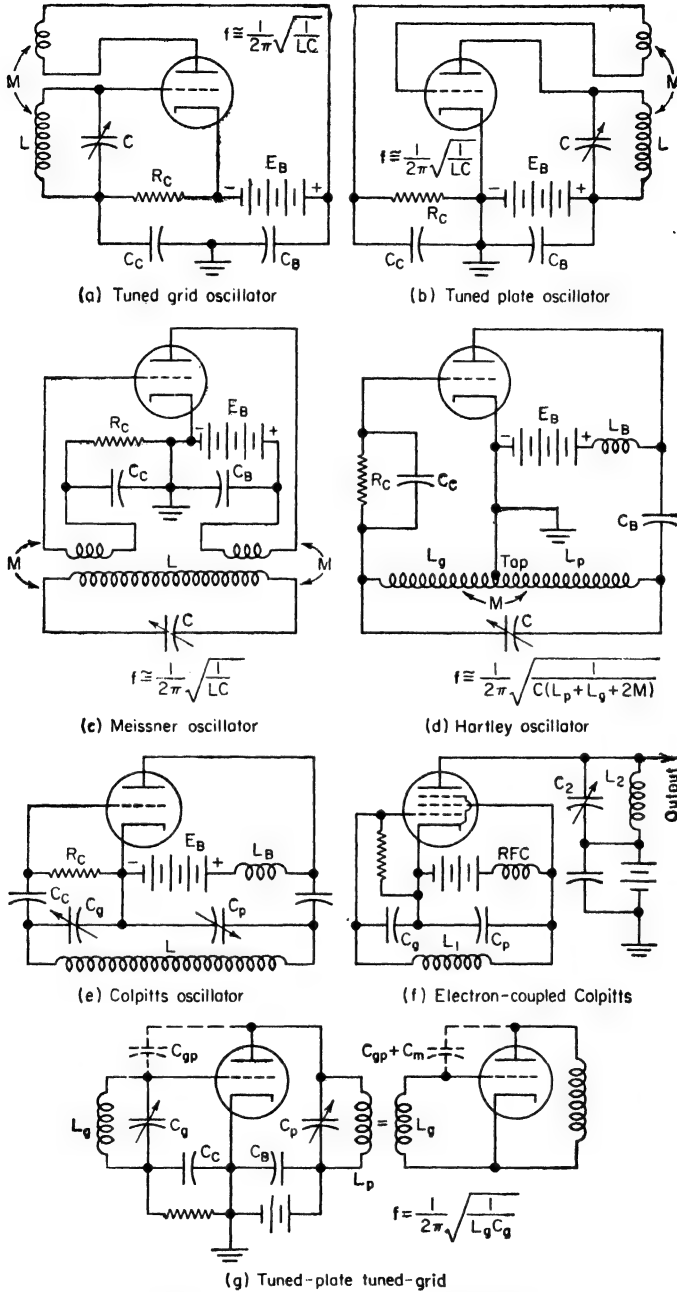 f ≅ 1/2π √(1/LC)
M
L
C
R_C
- E_B +
C_C
C_B
(a) Tuned grid oscillator
M
f ≅ 1/2π √(1/LC)
C
L
R_C
- E_B +
C_C
C_B
(b) Tuned plate oscillator
R_C
- E_B +
C_C
C_B
M
L
M
C
f ≅ 1/2π √(1/LC)
(c) Meissner oscillator
- E_B +
L_B
R_C
C_c
C_B
L_g
Tap
L_p
M
C
f ≅ 1/2π √(1/C(L_p+L_g+2M))
(d) Hartley oscillator
R_C
- E_B +
L_B
C_C
C_g
C_p
L
(e) Colpitts oscillator
C_2
L_2
Output
RFC
C_g
L_1
C_p
(f) Electron-coupled Colpitts
C_gp
L_g
C_g
C_C
C_B
C_p
L_p
=
C_gp + C_m
L_g
f = 1/2π √(1/L_g C_g)
(g) Tuned-plate tuned-grid